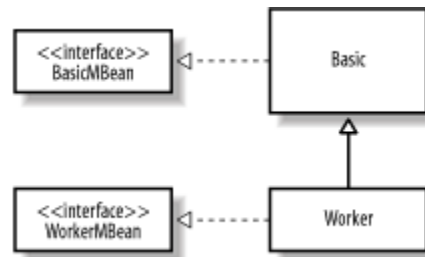 <<interface>>
BasicMBean
Basic
<<interface>>
WorkerMBean
Worker